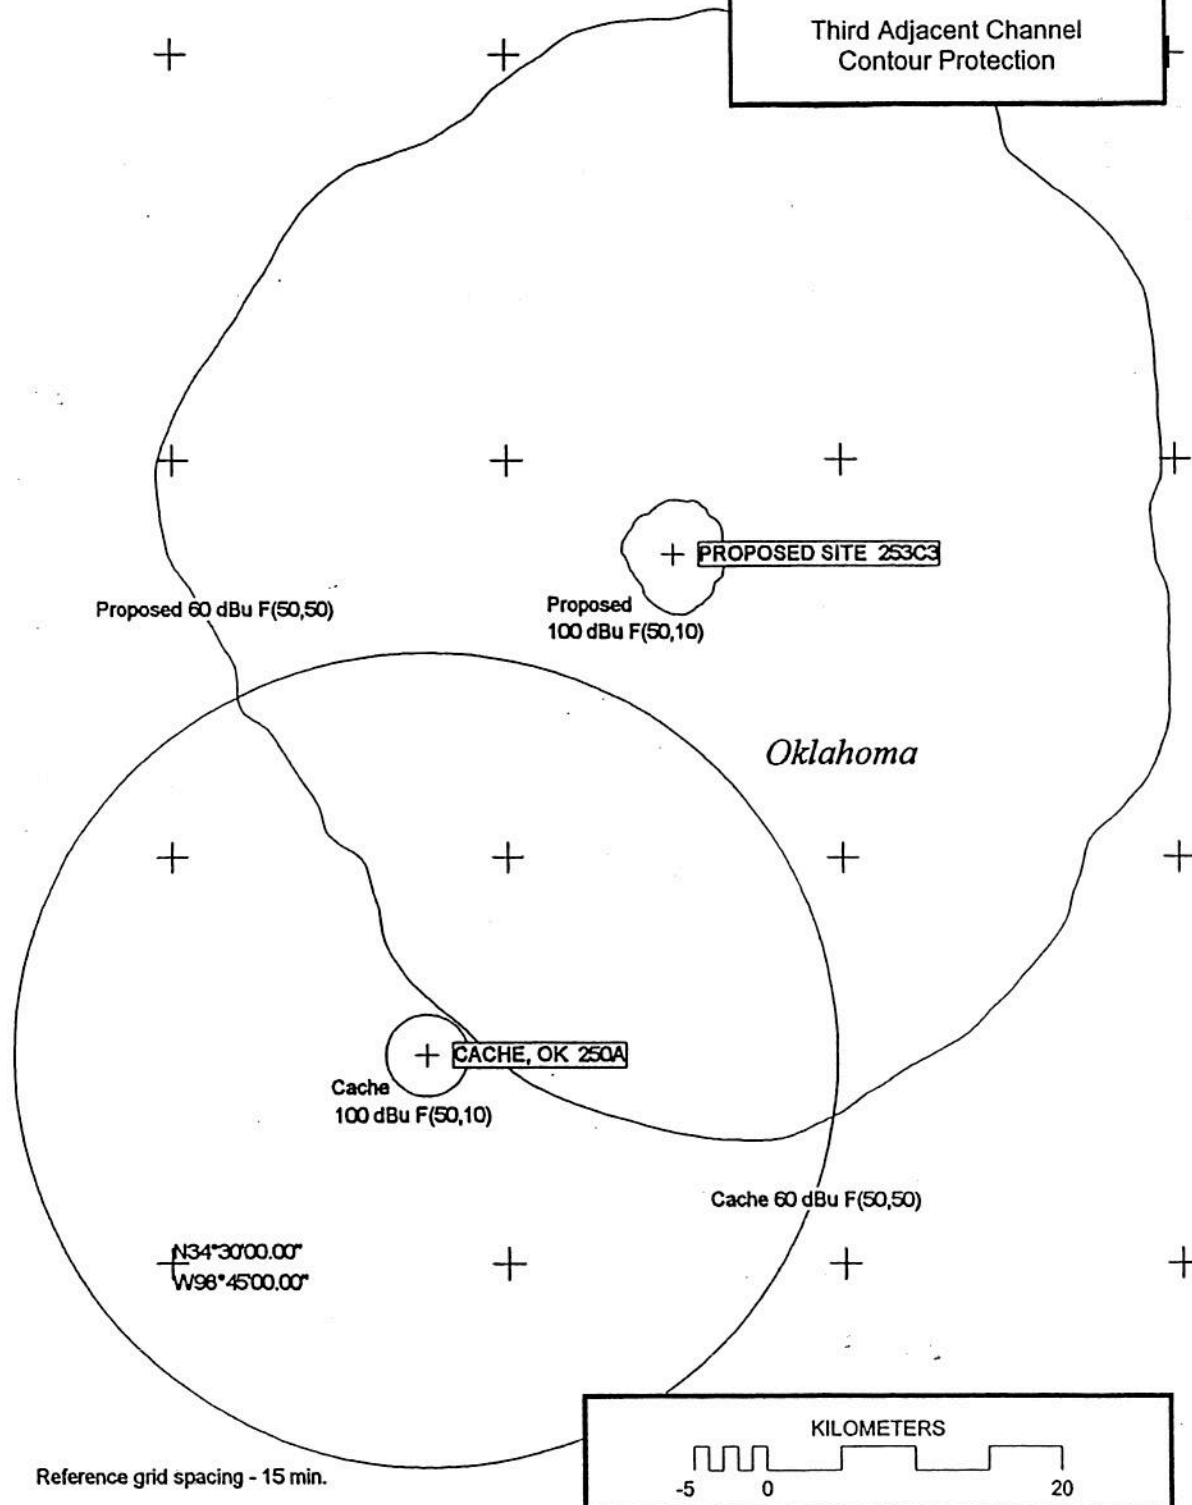 Third Adjacent Channel
Contour Protection
PROPOSED SITE 253C3
Proposed 60 dBu F(50,50)
Proposed
100 dBu F(50,10)
Oklahoma
CACHE, OK 250A
Cache
100 dBu F(50,10)
Cache 60 dBu F(50,50)
N34°30'00.00"
W98°45'00.00"
KILOMETERS
-5 0 20
Reference grid spacing - 15 min.